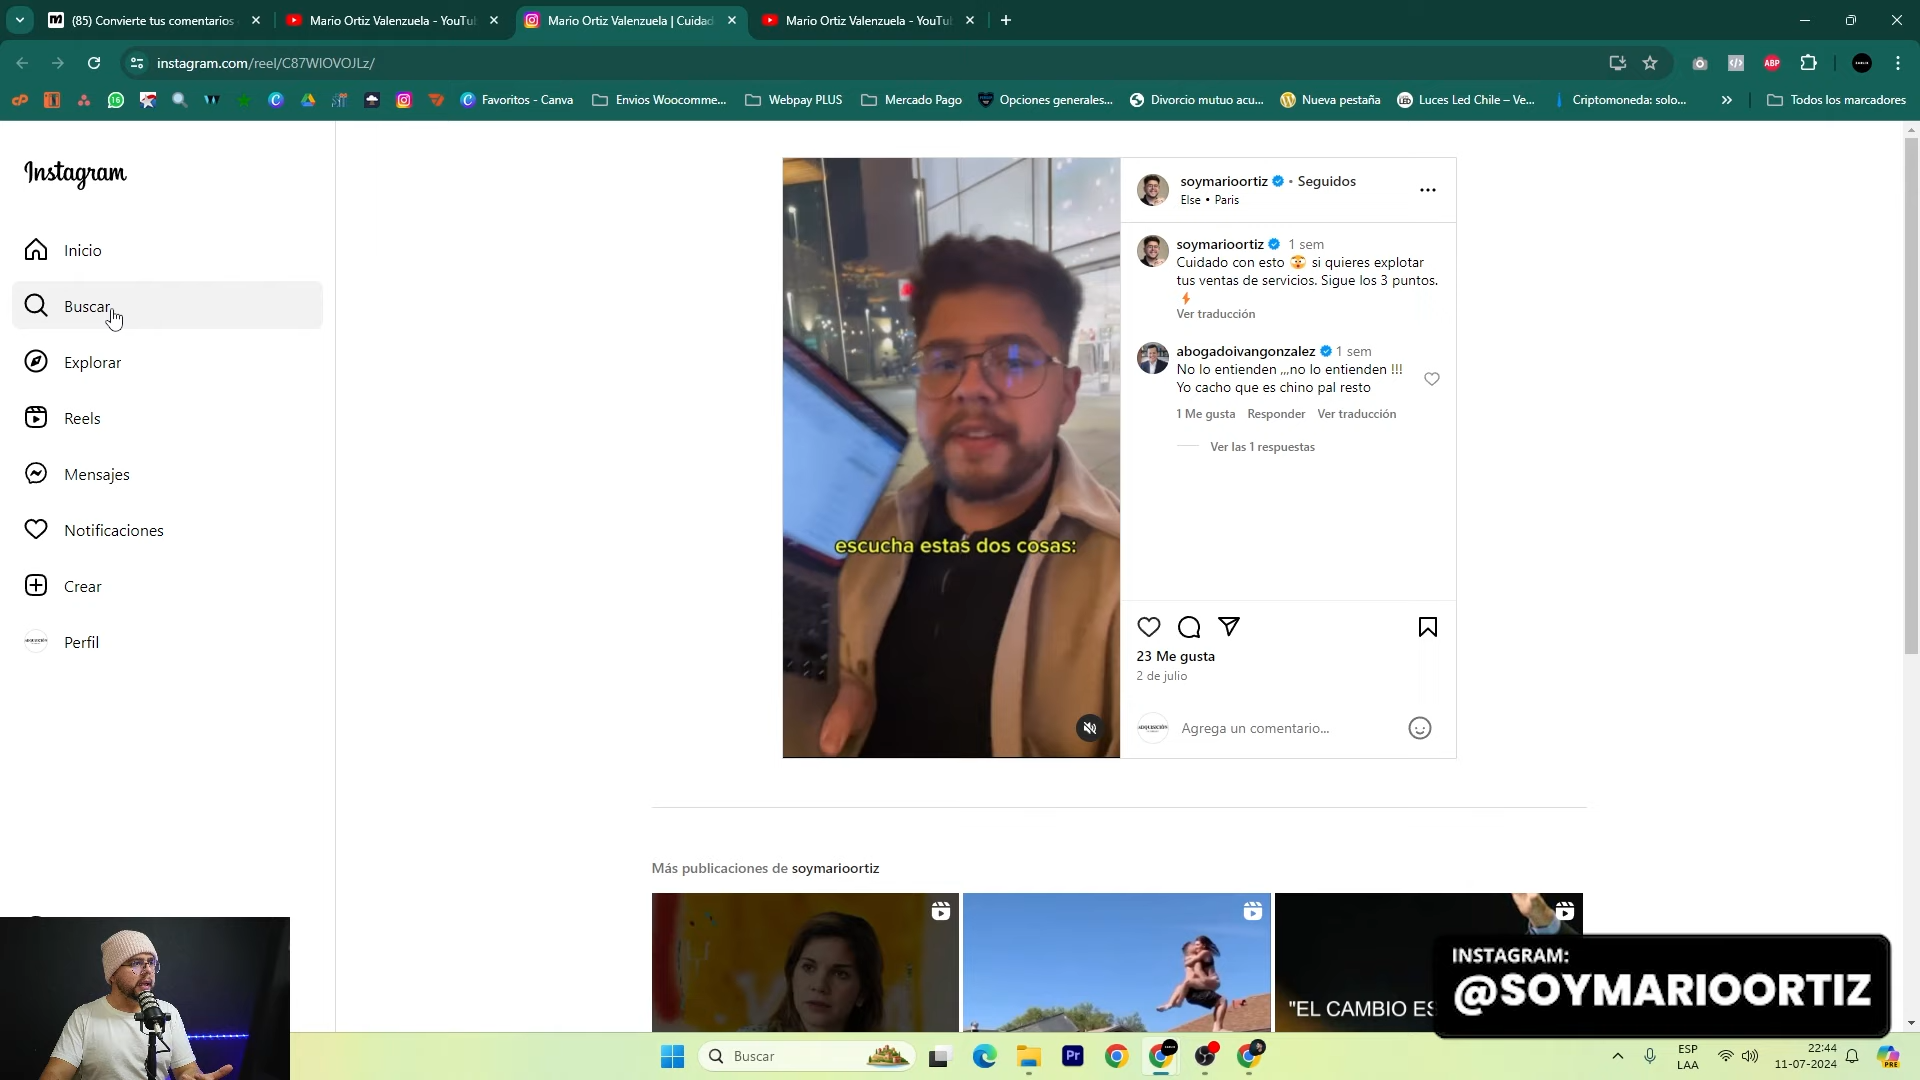 (85) Convierte tus comentarios
Mario Ortiz Valenzuela - YouTu
Mario Ortiz Valenzuela | Cuidad
Mario Ortiz Valenzuela - YouTu
instagram.com/reel/C87WIOVOJLz/
ABP
16
Favoritos - Canva
Envios Woocomme...
Webpay PLUS
Mercado Pago
Opciones generales...
Divorcio mutuo acu...
Nueva pestaña
Luces Led Chile – Ve...
Criptomoneda: solo...
Todos los marcadores
Instagram
Inicio
Buscar
Explorar
Reels
Mensajes
Notificaciones
Crear
Perfil
escucha estas dos cosas:
soymarioortiz • Seguidos
Else • Paris
soymarioortiz 1 sem
Cuidado con esto 🤯 si quieres explotar
tus ventas de servicios. Sigue los 3 puntos.
⚡
Ver traducción
abogadoivangonzalez 1 sem
No lo entienden ,,,no lo entienden !!!
Yo cacho que es chino pal resto
1 Me gusta Responder Ver traducción
Ver las 1 respuestas
23 Me gusta
2 de julio
Agrega un comentario...
Más publicaciones de soymarioortiz
"EL CAMBIO ES
INSTAGRAM:
@SOYMARIOORTIZ
Buscar
Pr
ESP
LAA
22:44
11-07-2024
PRE